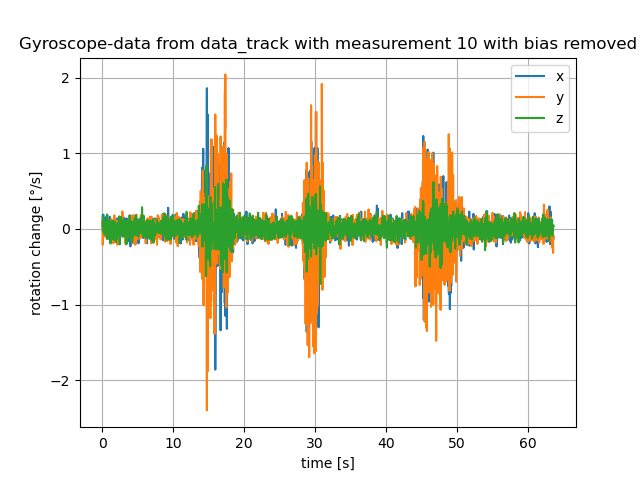 Gyroscope-data from data_track with measurement 10 with bias removed
x
y
z
2
1
0
−1
−2
rotation change [°/s]
0 10 20 30 40 50 60
time [s]